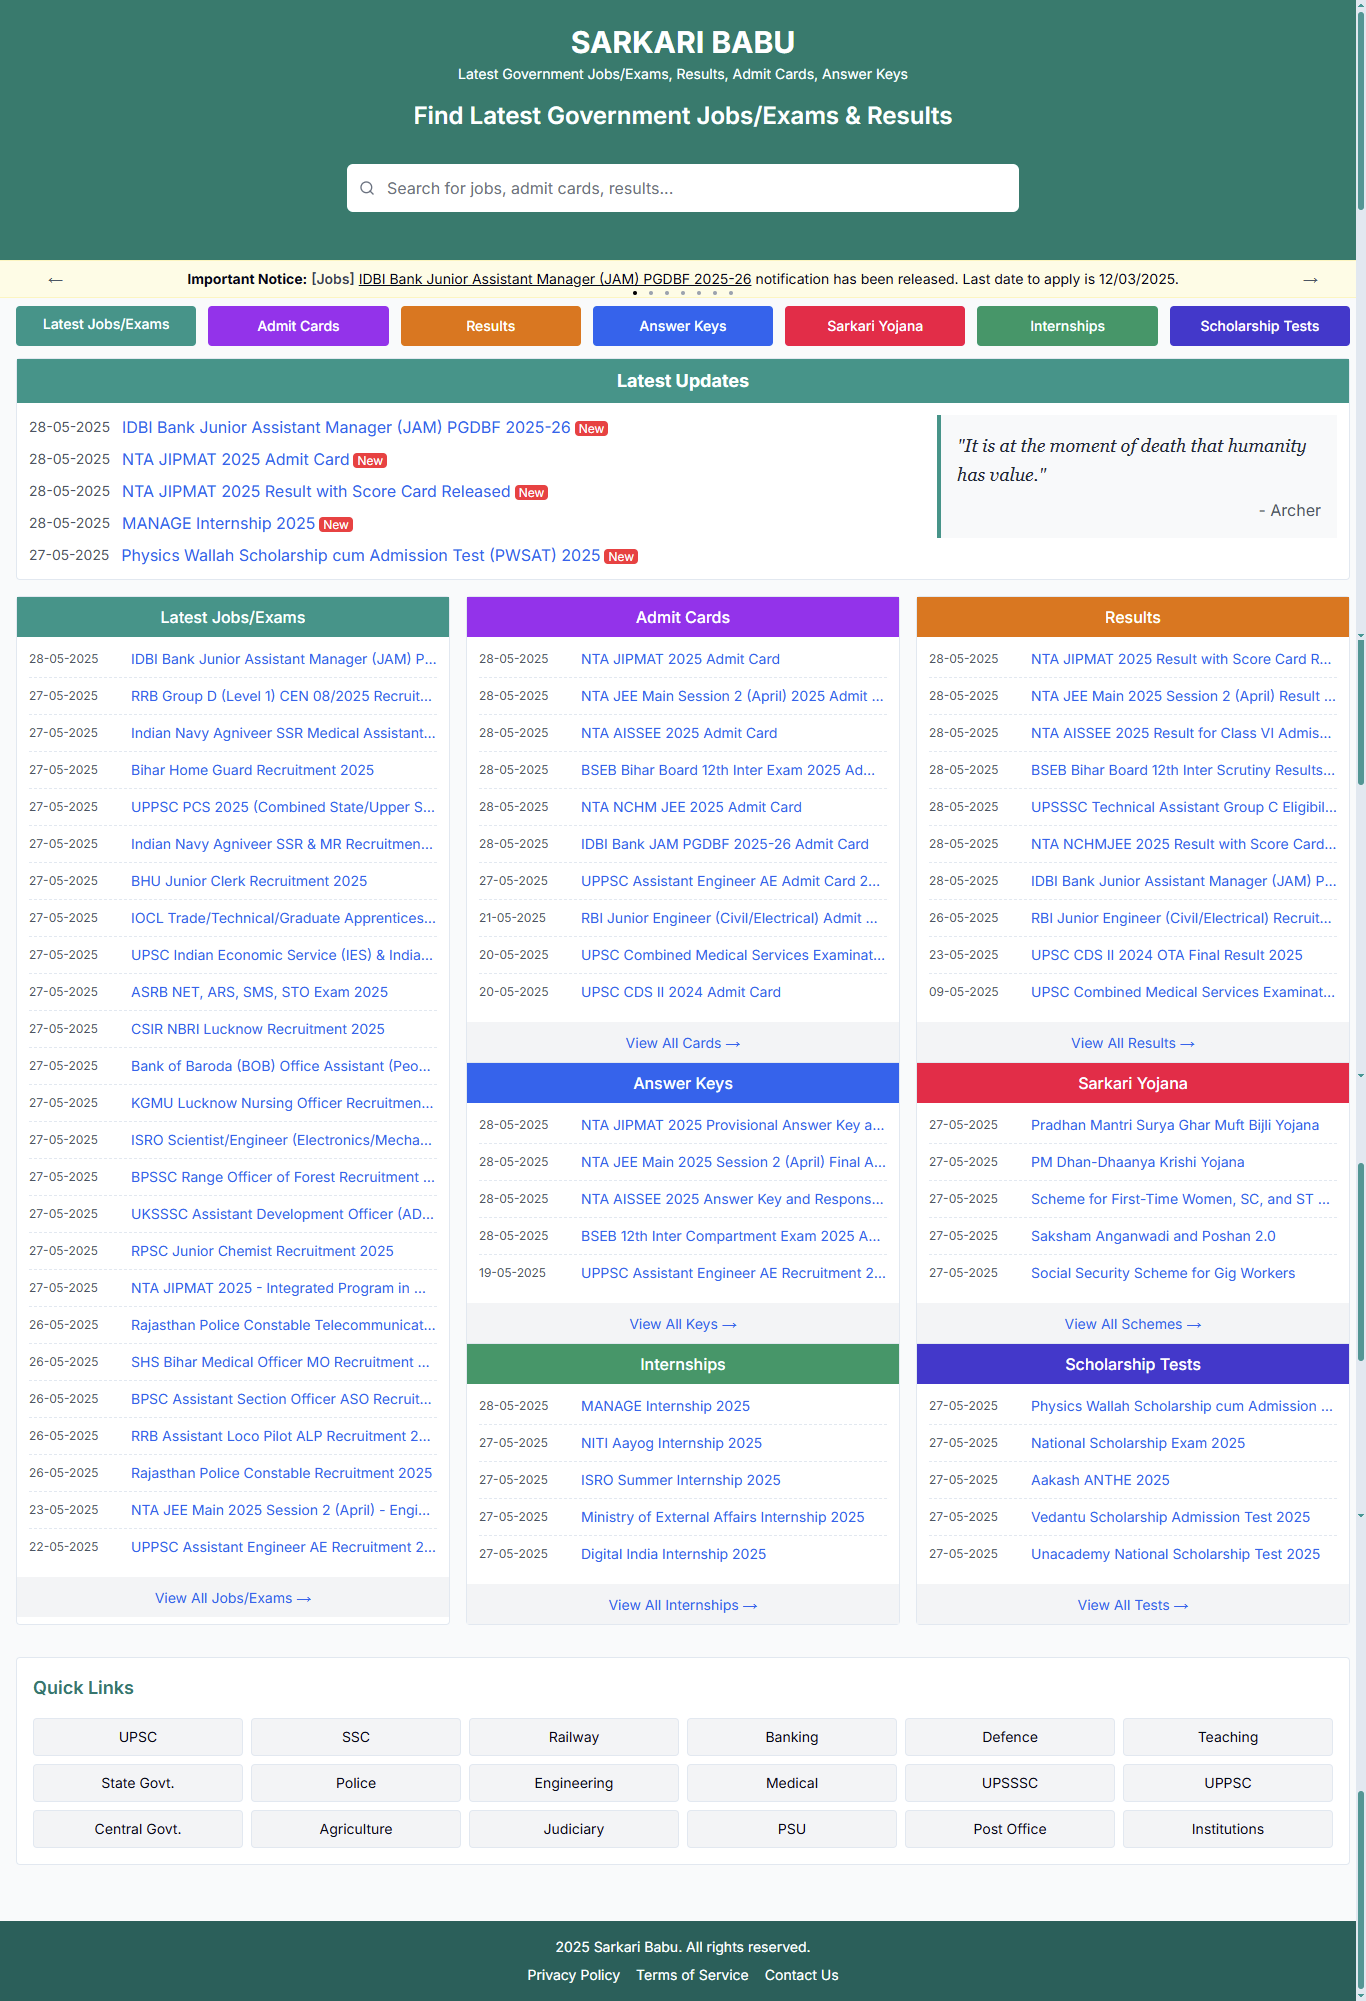 SARKARI BABU
Latest Government Jobs/Exams, Results, Admit Cards, Answer Keys
Find Latest Government Jobs/Exams & Results
Search for jobs, admit cards, results...
← Important Notice: [Jobs] IDBI Bank Junior Assistant Manager (JAM) PGDBF 2025-26 notification has been released. Last date to apply is 12/03/2025. →
Latest Jobs/Exams
Admit Cards
Results
Answer Keys
Sarkari Yojana
Internships
Scholarship Tests
Latest Updates
28-05-2025 IDBI Bank Junior Assistant Manager (JAM) PGDBF 2025-26 New
28-05-2025 NTA JIPMAT 2025 Admit Card New
28-05-2025 NTA JIPMAT 2025 Result with Score Card Released New
28-05-2025 MANAGE Internship 2025 New
27-05-2025 Physics Wallah Scholarship cum Admission Test (PWSAT) 2025 New
"It is at the moment of death that humanity
has value."
- Archer
Latest Jobs/Exams
28-05-2025 IDBI Bank Junior Assistant Manager (JAM) P...
27-05-2025 RRB Group D (Level 1) CEN 08/2025 Recruit...
27-05-2025 Indian Navy Agniveer SSR Medical Assistant...
27-05-2025 Bihar Home Guard Recruitment 2025
27-05-2025 UPPSC PCS 2025 (Combined State/Upper S...
27-05-2025 Indian Navy Agniveer SSR & MR Recruitmen...
27-05-2025 BHU Junior Clerk Recruitment 2025
27-05-2025 IOCL Trade/Technical/Graduate Apprentices...
27-05-2025 UPSC Indian Economic Service (IES) & India...
27-05-2025 ASRB NET, ARS, SMS, STO Exam 2025
27-05-2025 CSIR NBRI Lucknow Recruitment 2025
27-05-2025 Bank of Baroda (BOB) Office Assistant (Peo...
27-05-2025 KGMU Lucknow Nursing Officer Recruitmen...
27-05-2025 ISRO Scientist/Engineer (Electronics/Mecha...
27-05-2025 BPSSC Range Officer of Forest Recruitment ...
27-05-2025 UKSSSC Assistant Development Officer (AD...
27-05-2025 RPSC Junior Chemist Recruitment 2025
27-05-2025 NTA JIPMAT 2025 - Integrated Program in ...
26-05-2025 Rajasthan Police Constable Telecommunicat...
26-05-2025 SHS Bihar Medical Officer MO Recruitment ...
26-05-2025 BPSC Assistant Section Officer ASO Recruit...
26-05-2025 RRB Assistant Loco Pilot ALP Recruitment 2...
26-05-2025 Rajasthan Police Constable Recruitment 2025
23-05-2025 NTA JEE Main 2025 Session 2 (April) - Engi...
22-05-2025 UPPSC Assistant Engineer AE Recruitment 2...
View All Jobs/Exams →
Admit Cards
28-05-2025 NTA JIPMAT 2025 Admit Card
28-05-2025 NTA JEE Main Session 2 (April) 2025 Admit ...
28-05-2025 NTA AISSEE 2025 Admit Card
28-05-2025 BSEB Bihar Board 12th Inter Exam 2025 Ad...
28-05-2025 NTA NCHM JEE 2025 Admit Card
28-05-2025 IDBI Bank JAM PGDBF 2025-26 Admit Card
27-05-2025 UPPSC Assistant Engineer AE Admit Card 2...
21-05-2025 RBI Junior Engineer (Civil/Electrical) Admit ...
20-05-2025 UPSC Combined Medical Services Examinat...
20-05-2025 UPSC CDS II 2024 Admit Card
View All Cards →
Results
28-05-2025 NTA JIPMAT 2025 Result with Score Card R...
28-05-2025 NTA JEE Main 2025 Session 2 (April) Result ...
28-05-2025 NTA AISSEE 2025 Result for Class VI Admis...
28-05-2025 BSEB Bihar Board 12th Inter Scrutiny Results...
28-05-2025 UPSSSC Technical Assistant Group C Eligibil...
28-05-2025 NTA NCHMJEE 2025 Result with Score Card...
28-05-2025 IDBI Bank Junior Assistant Manager (JAM) P...
26-05-2025 RBI Junior Engineer (Civil/Electrical) Recruit...
23-05-2025 UPSC CDS II 2024 OTA Final Result 2025
09-05-2025 UPSC Combined Medical Services Examinat...
View All Results →
Answer Keys
28-05-2025 NTA JIPMAT 2025 Provisional Answer Key a...
28-05-2025 NTA JEE Main 2025 Session 2 (April) Final A...
28-05-2025 NTA AISSEE 2025 Answer Key and Respons...
28-05-2025 BSEB 12th Inter Compartment Exam 2025 A...
19-05-2025 UPPSC Assistant Engineer AE Recruitment 2...
View All Keys →
Sarkari Yojana
27-05-2025 Pradhan Mantri Surya Ghar Muft Bijli Yojana
27-05-2025 PM Dhan-Dhaanya Krishi Yojana
27-05-2025 Scheme for First-Time Women, SC, and ST ...
27-05-2025 Saksham Anganwadi and Poshan 2.0
27-05-2025 Social Security Scheme for Gig Workers
View All Schemes →
Internships
28-05-2025 MANAGE Internship 2025
27-05-2025 NITI Aayog Internship 2025
27-05-2025 ISRO Summer Internship 2025
27-05-2025 Ministry of External Affairs Internship 2025
27-05-2025 Digital India Internship 2025
View All Internships →
Scholarship Tests
27-05-2025 Physics Wallah Scholarship cum Admission ...
27-05-2025 National Scholarship Exam 2025
27-05-2025 Aakash ANTHE 2025
27-05-2025 Vedantu Scholarship Admission Test 2025
27-05-2025 Unacademy National Scholarship Test 2025
View All Tests →
Quick Links
UPSC SSC Railway Banking Defence Teaching
State Govt. Police Engineering Medical UPSSSC UPPSC
Central Govt. Agriculture Judiciary PSU Post Office Institutions
2025 Sarkari Babu. All rights reserved.
Privacy Policy Terms of Service Contact Us